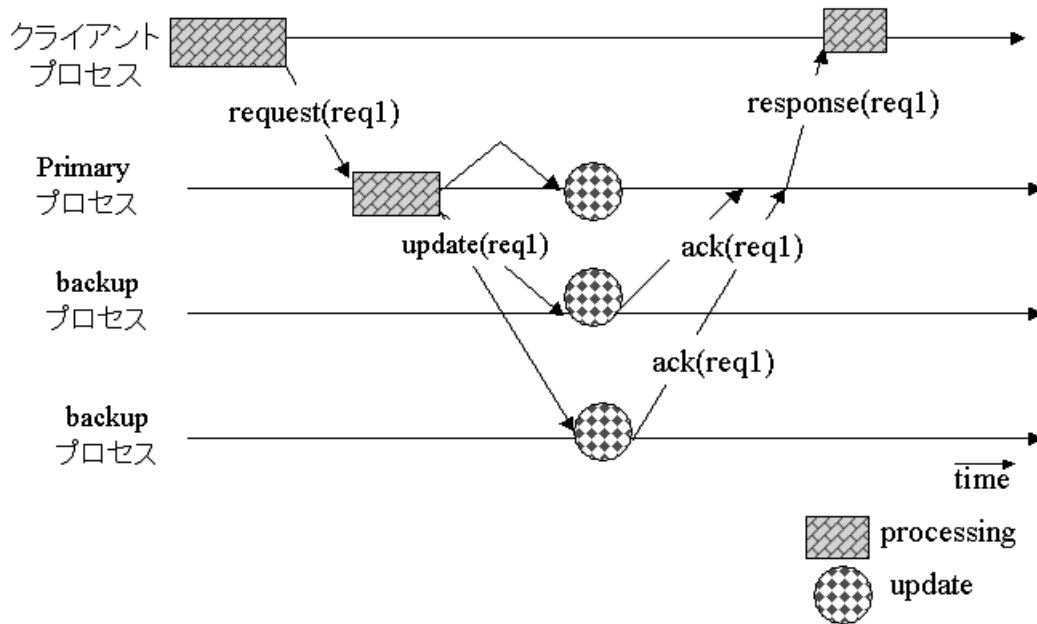 クライアント
プロセス
request(req1)
response(req1)
Primary
プロセス
update(req1)
ack(req1)
backup
プロセス
ack(req1)
backup
プロセス
time
processing
update